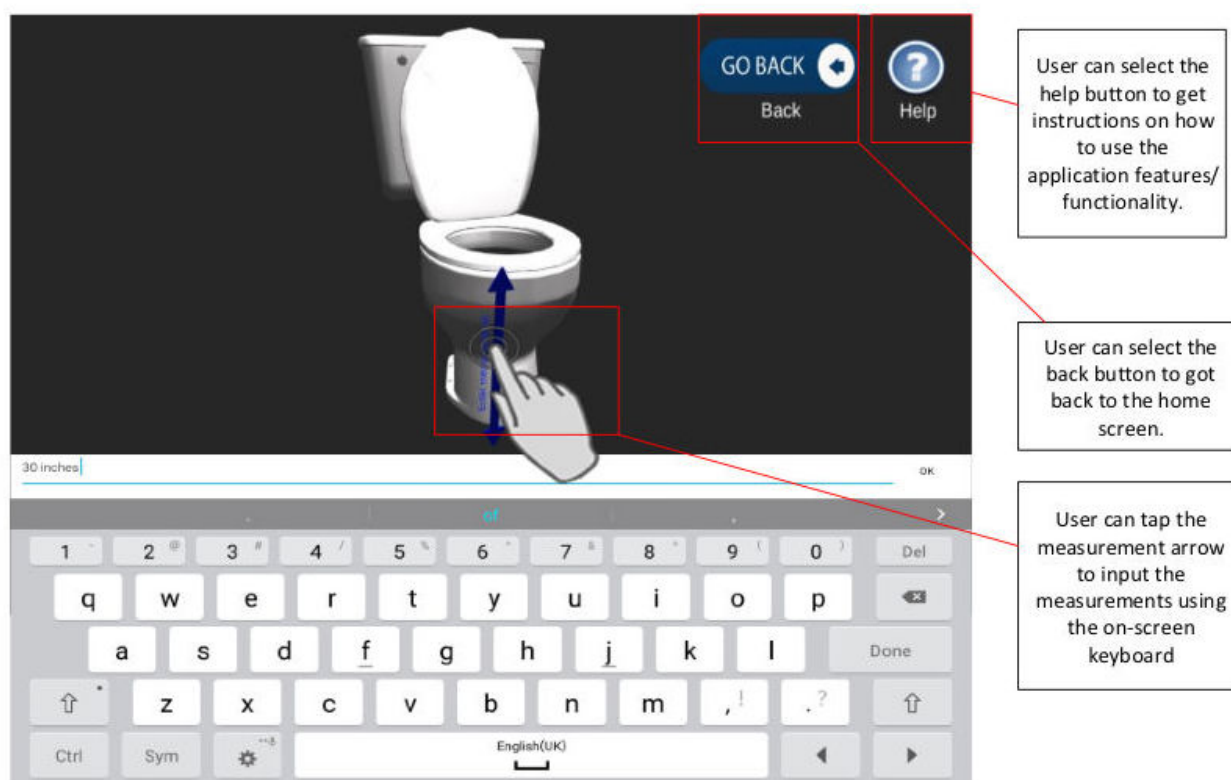 GO BACK
Back
Help
User can select the
help button to get
instructions on how
to use the
application features/
functionality.
User can select the
back button to got
back to the home
screen.
User can tap the
measurement arrow
to input the
measurements using
the on-screen
keyboard
30 inches
OK
. of ,
1 - 2 @ 3 # 4 / 5 % 6 ^ 7 & 8 * 9 ( 0 ) Del
q w e r t y u i o p
a s d f g h j k l Done
z x c v b n m , ! . ?
Ctrl Sym English(UK)